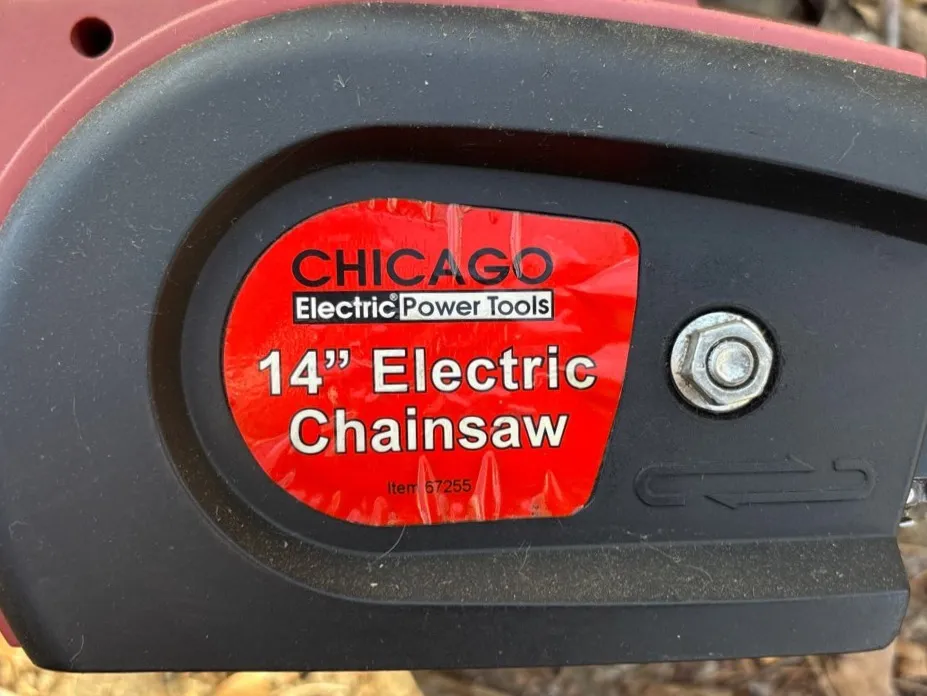 CHICAGO
Electric® Power Tools
14” Electric
Chainsaw
Item 67255